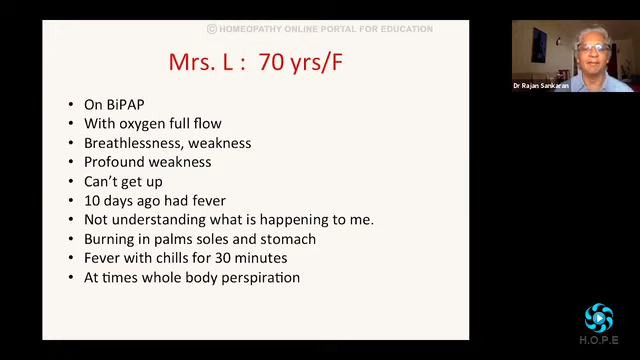 © HOMEOPATHY ONLINE PORTAL FOR EDUCATION
Mrs. L : 70 yrs/F
• On BiPAP
• With oxygen full flow
• Breathlessness, weakness
• Profound weakness
• Can't get up
• 10 days ago had fever
• Not understanding what is happening to me.
• Burning in palms soles and stomach
• Fever with chills for 30 minutes
• At times whole body perspiration
Dr Rajan Sankaran
H.O.P.E